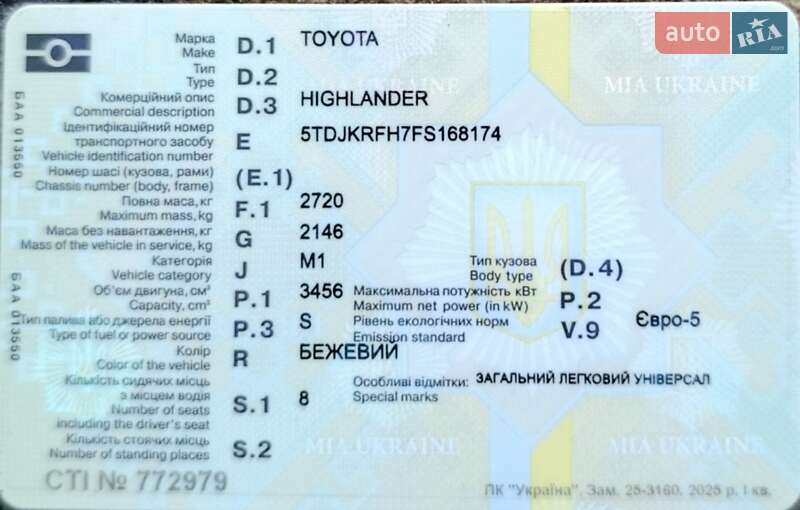 auto RIA .com
Марка D.1 TOYOTA
Make
Тип D.2
Type
MIA UKRAINE
Комерційний опис D.3 HIGHLANDER
Commercial description
БАА 013550
Ідентифікаційний номер
транспортного засобу E 5TDJKRFH7FS168174
Vehicle identification number
Номер шасі (кузова, рами) (E.1)
Chassis number (body, frame)
Повна маса, кг F.1 2720
Maximum mass, kg
Маса без навантаження, кг G 2146
Mass of the vehicle in service, kg
Категорія J M1 Тип кузова (D.4)
Vehicle category Body type
БАА 013550
Об'єм двигуна, см³ P.1 3456 Максимальна потужність кВт P.2
Capacity, cm³ Maximum net power (in kW)
Тип палива або джерела енергії P.3 S Рівень екологічних норм V.9 Євро-5
Type of fuel or power source Emission standard
Колір R БЕЖЕВИЙ
Color of the vehicle
Кількість сидячих місць Особливі відмітки: ЗАГАЛЬНИЙ ЛЕГКОВИЙ УНІВЕРСАЛ
з місцем водія S.1 8 Special marks
Number of seats
including the driver's seat
Кількість стоячих місць S.2
Number of standing places
MIA UKRAINE MIA UKRAINE
СТІ № 772979
ПК "Україна". Зам. 25-3160. 2025 р. І кв.